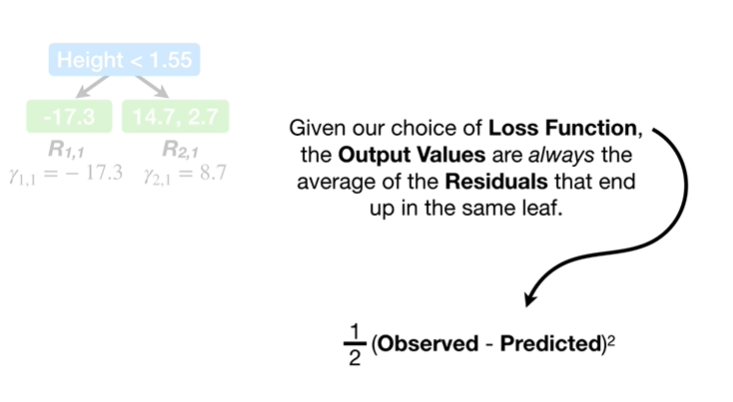 Height < 1.55
-17.3
14.7, 2.7
R1,1
R2,1
γ1,1 = − 17.3
γ2,1 = 8.7
Given our choice of Loss Function,
the Output Values are always the
average of the Residuals that end
up in the same leaf.
1/2 (Observed - Predicted)²